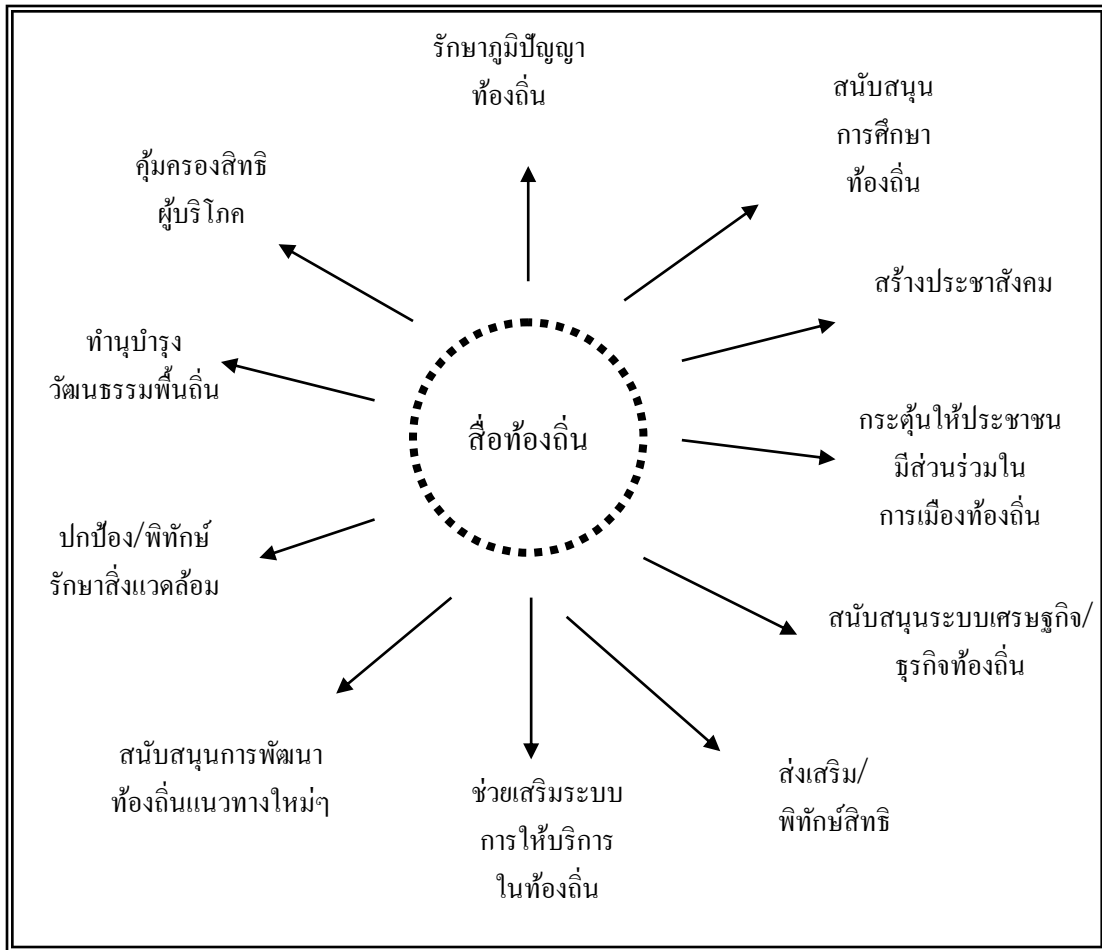 รักษาภูมิปัญญา
ท้องถิ่น
สนับสนุน
การศึกษา
ท้องถิ่น
คุ้มครองสิทธิ
ผู้บริโภค
สร้างประชาสังคม
ทำนุบำรุง
วัฒนธรรมพื้นถิ่น
สื่อท้องถิ่น
กระตุ้นให้ประชาชน
มีส่วนร่วมใน
การเมืองท้องถิ่น
ปกป้อง/พิทักษ์
รักษาสิ่งแวดล้อม
สนับสนุนระบบเศรษฐกิจ/
ธุรกิจท้องถิ่น
สนับสนุนการพัฒนา
ท้องถิ่นแนวทางใหม่ๆ
ช่วยเสริมระบบ
การให้บริการ
ในท้องถิ่น
ส่งเสริม/
พิทักษ์สิทธิ